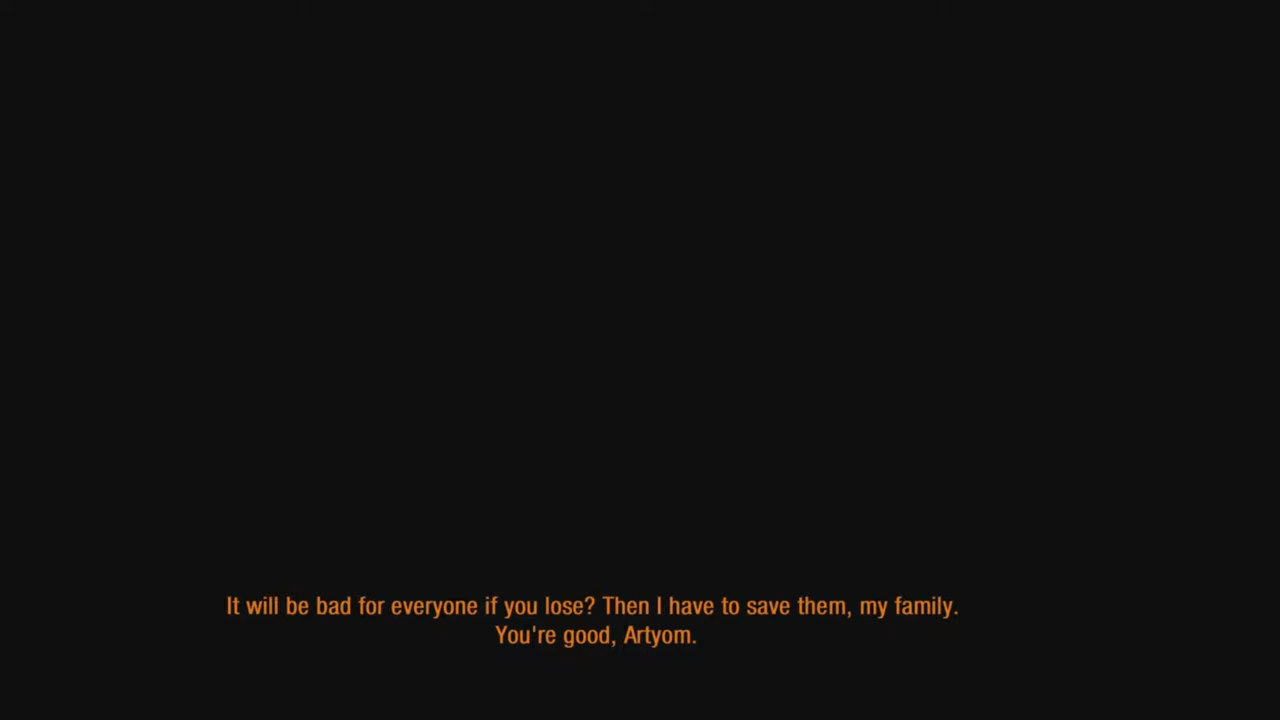 It will be bad for everyone if you lose? Then I have to save them, my family.
You're good, Artyom.